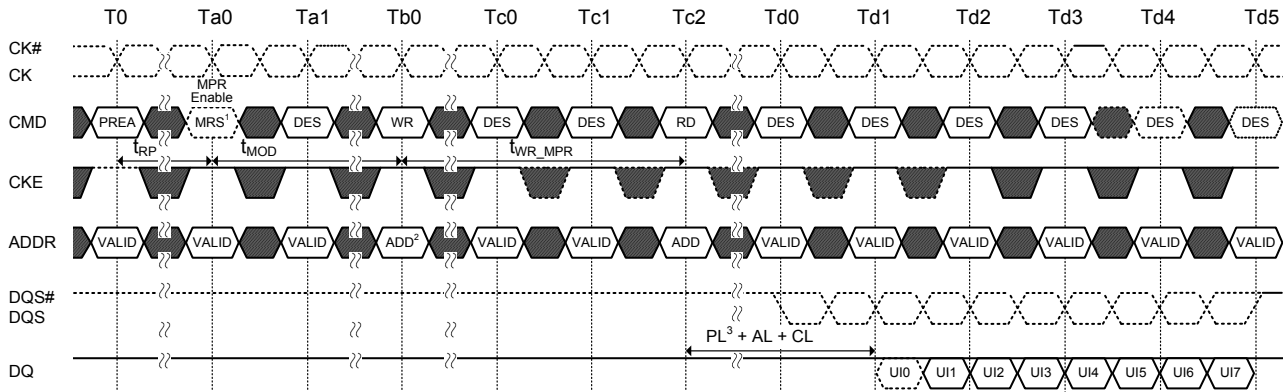 T0 Ta0 Ta1 Tb0 Tc0 Tc1 Tc2 Td0 Td1 Td2 Td3 Td4 Td5
CK#
CK
MPR
Enable
CMD PREA MRS¹ DES WR DES DES RD DES DES DES DES DES DES
tRP tMOD tWR_MPR
CKE
ADDR VALID VALID VALID ADD² VALID VALID ADD VALID VALID VALID VALID VALID VALID
DQS#
DQS
PL³ + AL + CL
DQ UI0 UI1 UI2 UI3 UI4 UI5 UI6 UI7